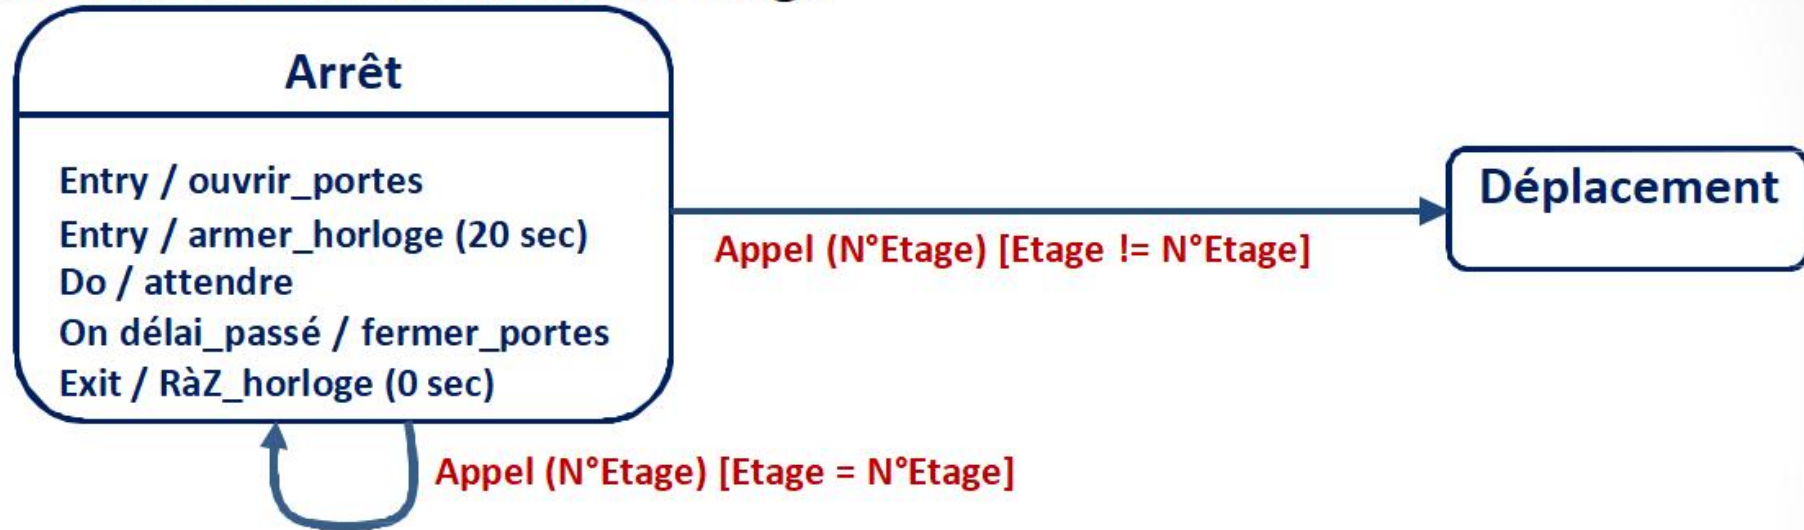 Arrêt
Entry / ouvrir_portes
Entry / armer_horloge (20 sec)
Do / attendre
On délai_passé / fermer_portes
Exit / RàZ_horloge (0 sec)
Appel (N°Etage) [Etage != N°Etage]
Déplacement
Appel (N°Etage) [Etage = N°Etage]